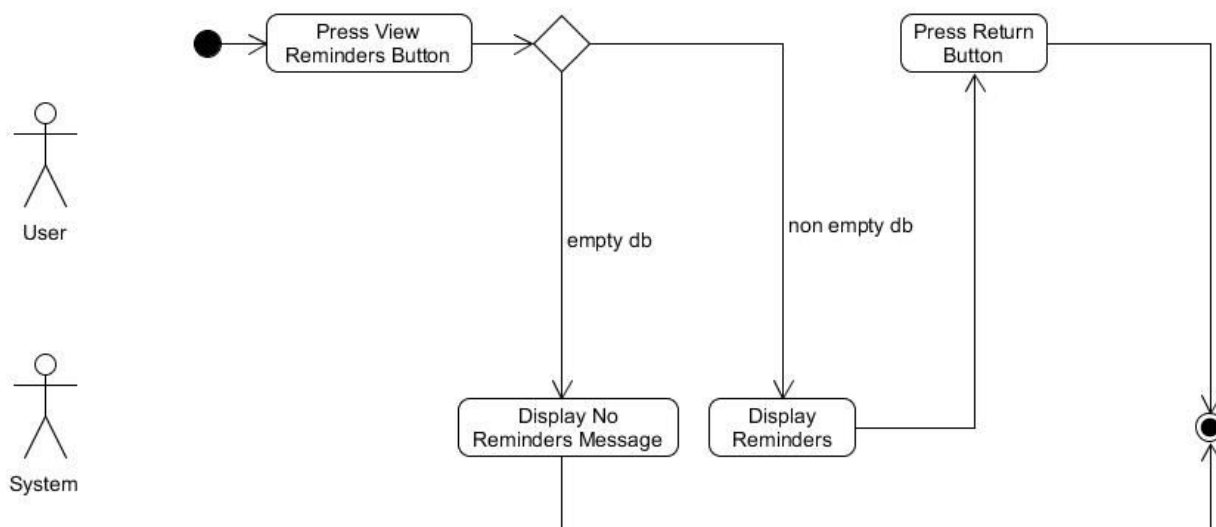 Press View
Reminders Button
Press Return
Button
User
empty db
non empty db
Display No
Reminders Message
Display
Reminders
System